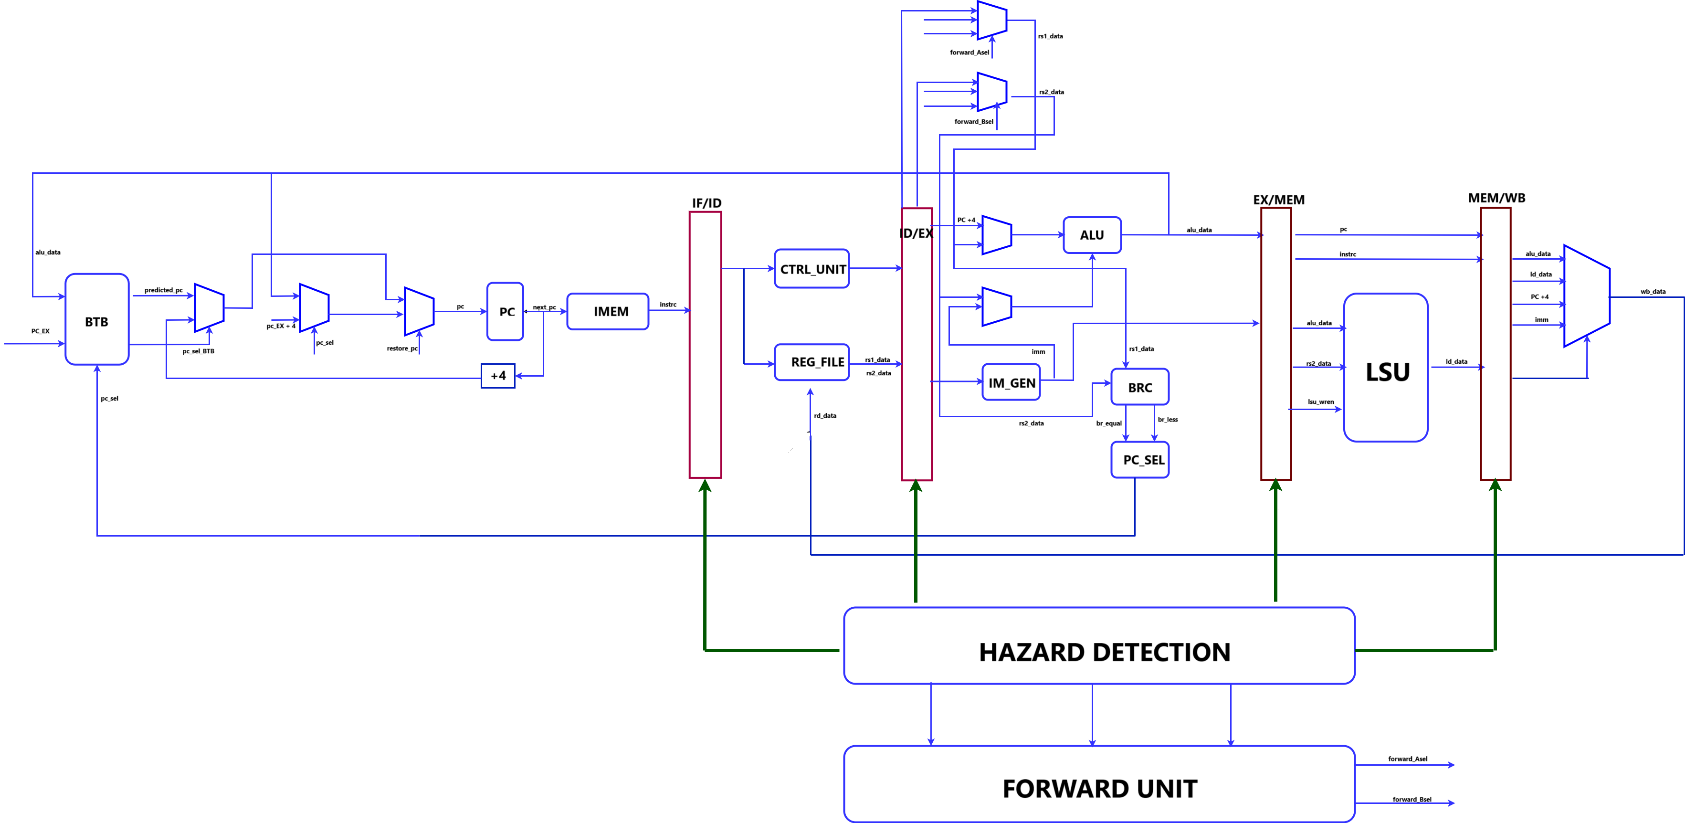 forward_Asel
rs1_data
forward_Bsel
rs2_data
IF/ID
EX/MEM
MEM/WB
alu_data
PC_EX
BTB
predicted_pc
pc_sel_BTB
pc_EX + 4
pc_sel
restore_pc
pc
PC
next_pc
IMEM
instrc
+4
pc_sel
CTRL_UNIT
REG_FILE
rs1_data
rs2_data
rd_data
ID/EX
PC +4
ALU
alu_data
imm
IM_GEN
rs2_data
rs1_data
BRC
br_equal
br_less
PC_SEL
pc
instrc
alu_data
rs2_data
lsu_wren
LSU
ld_data
alu_data
ld_data
PC +4
imm
wb_data
HAZARD DETECTION
FORWARD UNIT
forward_Asel
forward_Bsel